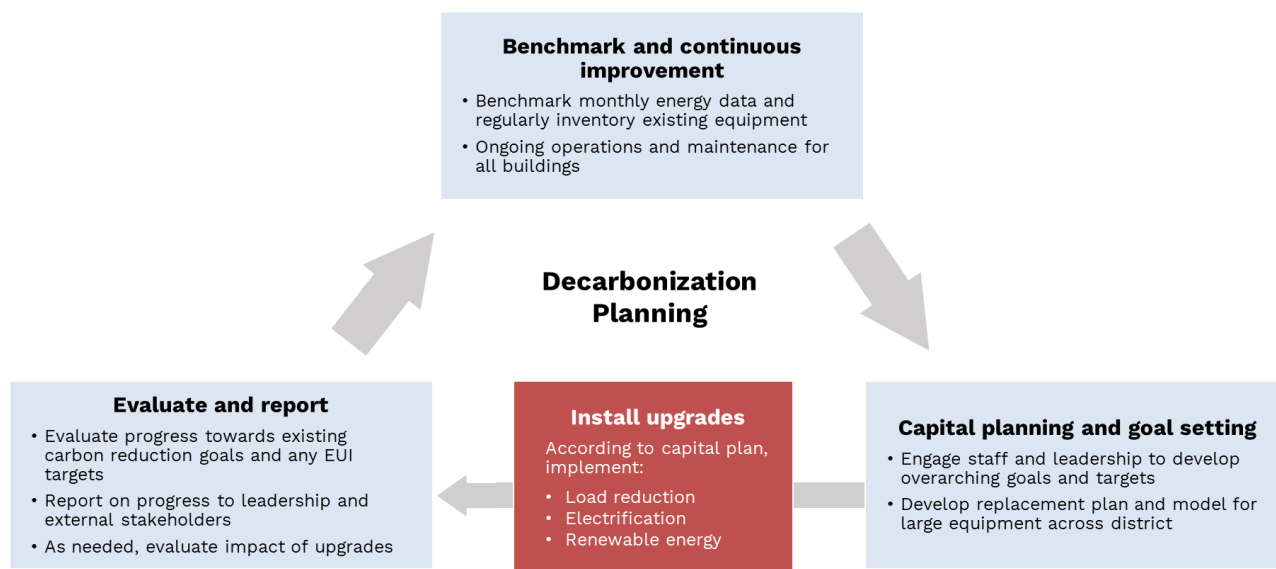 Benchmark and continuous
improvement
• Benchmark monthly energy data and
regularly inventory existing equipment
• Ongoing operations and maintenance for
all buildings
Decarbonization
Planning
Evaluate and report
• Evaluate progress towards existing
carbon reduction goals and any EUI
targets
• Report on progress to leadership and
external stakeholders
• As needed, evaluate impact of upgrades
Install upgrades
According to capital plan,
implement:
• Load reduction
• Electrification
• Renewable energy
Capital planning and goal setting
• Engage staff and leadership to develop
overarching goals and targets
• Develop replacement plan and model for
large equipment across district